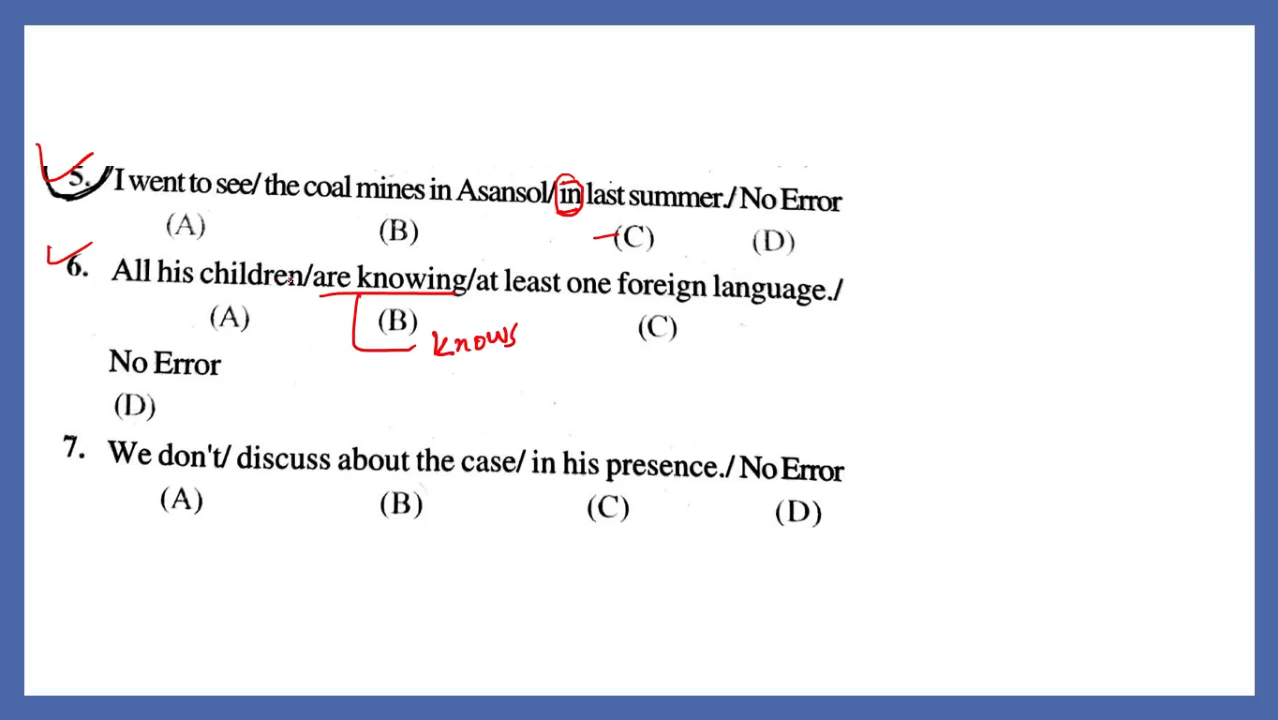 5. I went to see/ the coal mines in Asansol/ in last summer./ No Error
(A) (B) (C) (D)
6. All his children/are knowing/at least one foreign language./
(A) (B) (C)
knows
No Error
(D)
7. We don't/ discuss about the case/ in his presence./ No Error
(A) (B) (C) (D)